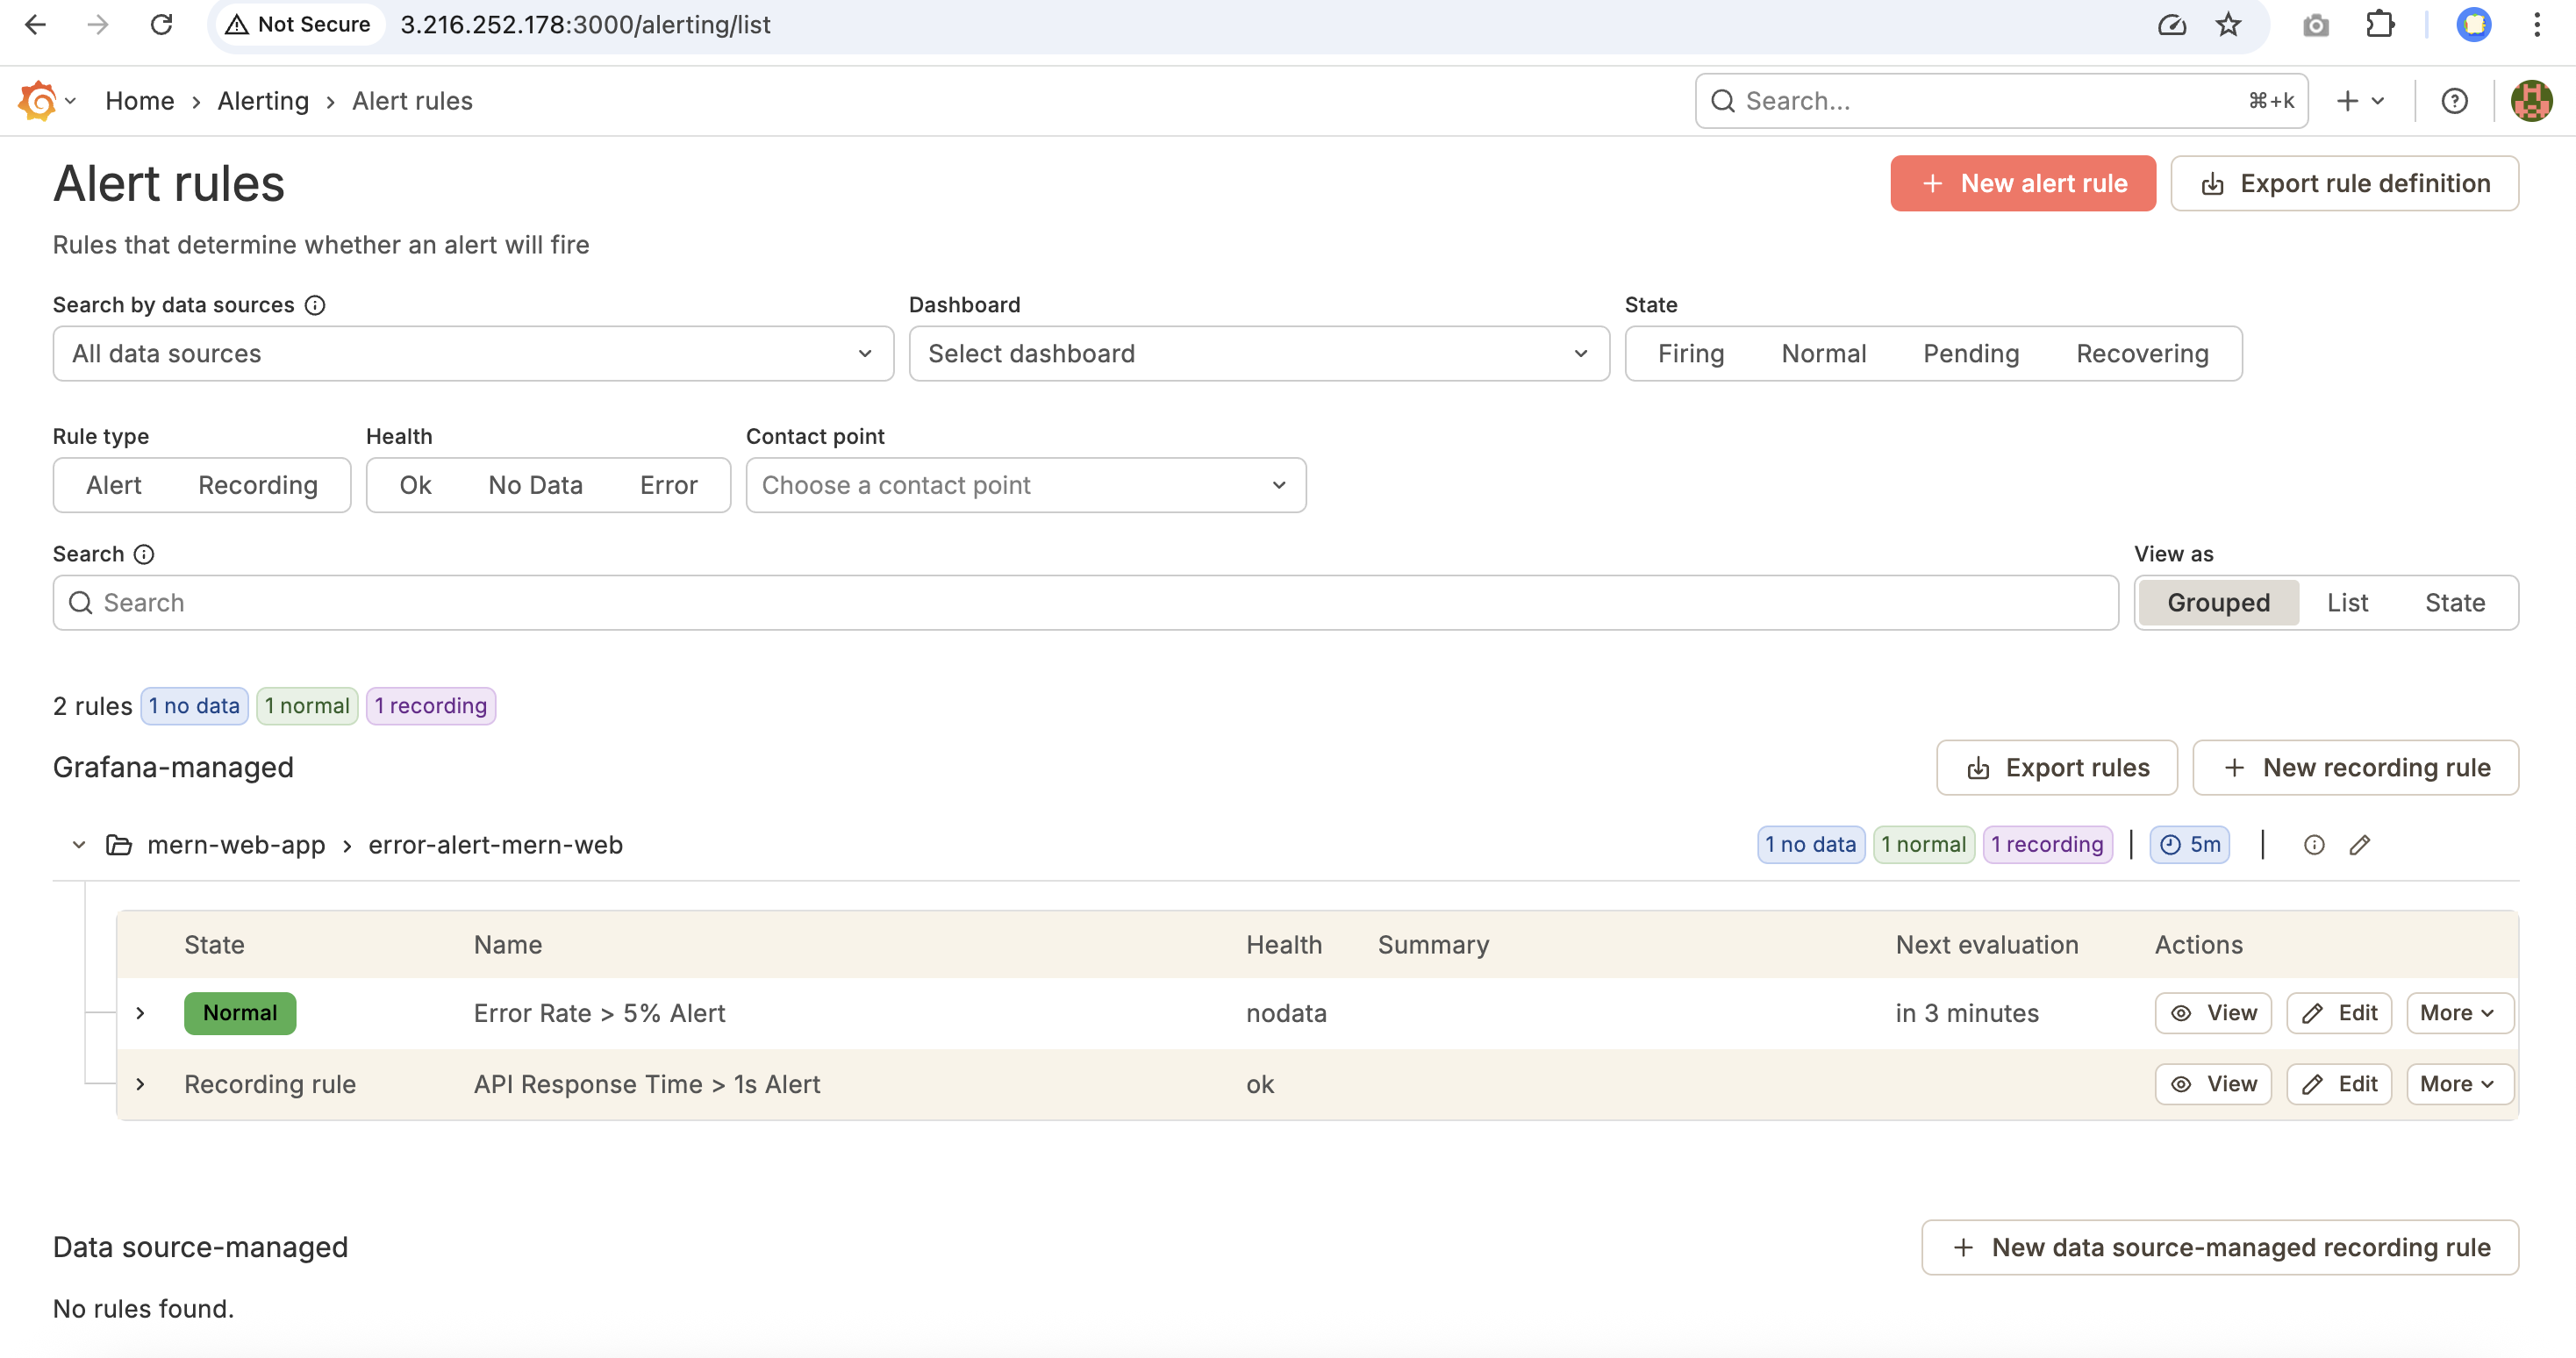 Not Secure 3.216.252.178:3000/alerting/list
Home › Alerting › Alert rules Search... ⌘+k
Alert rules
New alert rule Export rule definition
Rules that determine whether an alert will fire
Search by data sources Dashboard State
All data sources Select dashboard Firing Normal Pending Recovering
Rule type Health Contact point
Alert Recording Ok No Data Error Choose a contact point
Search View as
Search Grouped List State
2 rules 1 no data 1 normal 1 recording
Grafana-managed Export rules New recording rule
mern-web-app › error-alert-mern-web 1 no data 1 normal 1 recording | 5m |
State Name Health Summary Next evaluation Actions
Normal Error Rate > 5% Alert nodata in 3 minutes View Edit More
Recording rule API Response Time > 1s Alert ok View Edit More
Data source-managed New data source-managed recording rule
No rules found.